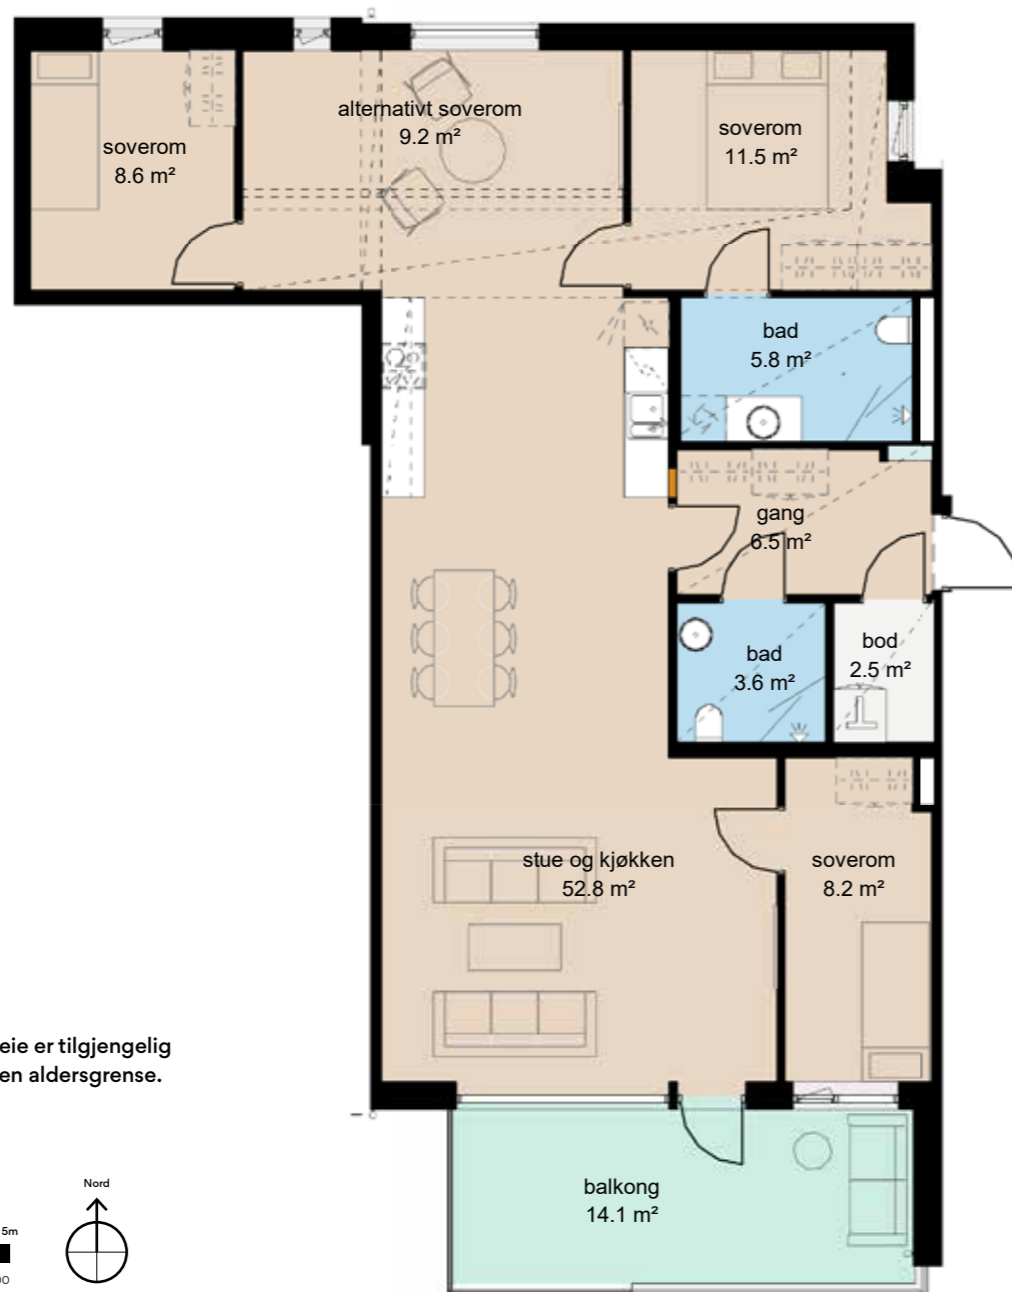 alternativt soverom
9.2 m²
soverom
11.5 m²
soverom
8.6 m²
bad
5.8 m²
gang
6.5 m²
bad
3.6 m²
bod
2.5 m²
stue og kjøkken
52.8 m²
soverom
8.2 m²
eie er tilgjengelig
en aldersgrense.
balkong
14.1 m²
Nord
5m